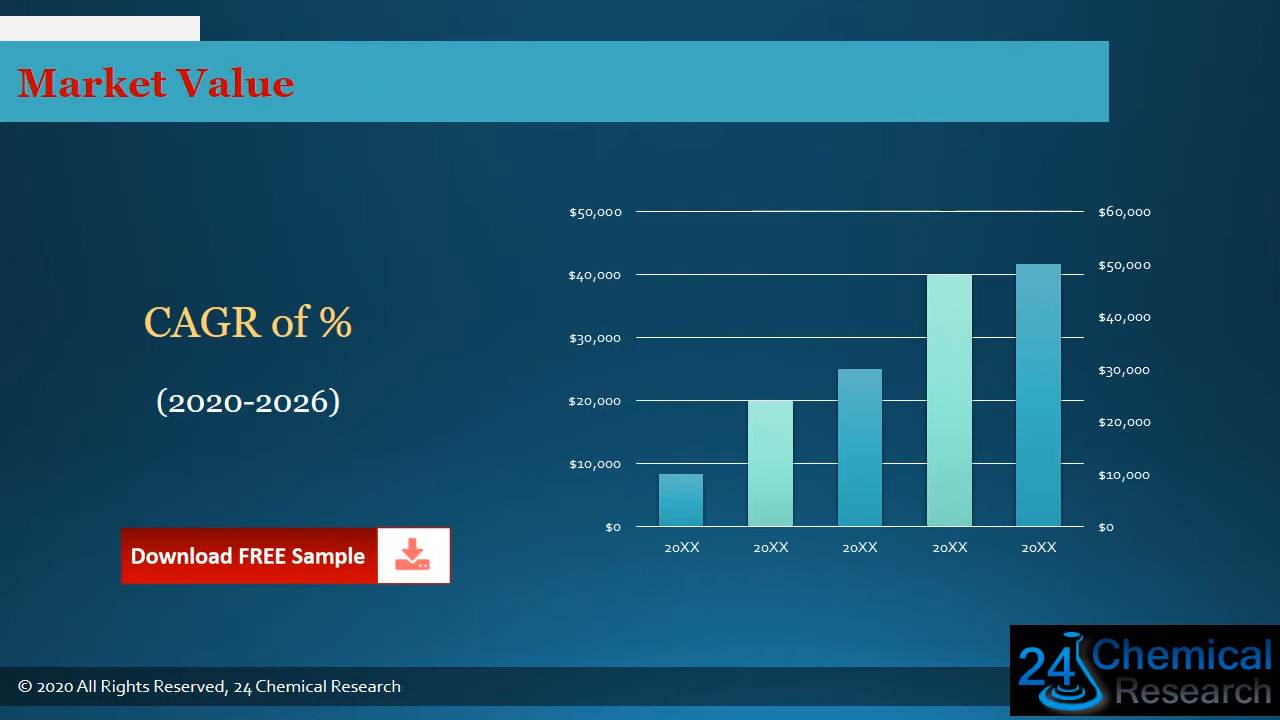 Market Value
$50,000
$40,000
$30,000
$20,000
$10,000
$0
$60,000
$50,000
$40,000
$30,000
$20,000
$10,000
$0
20XX 20XX 20XX 20XX 20XX
CAGR of %
(2020-2026)
Download FREE Sample
© 2020 All Rights Reserved, 24 Chemical Research
24 Chemical
Research